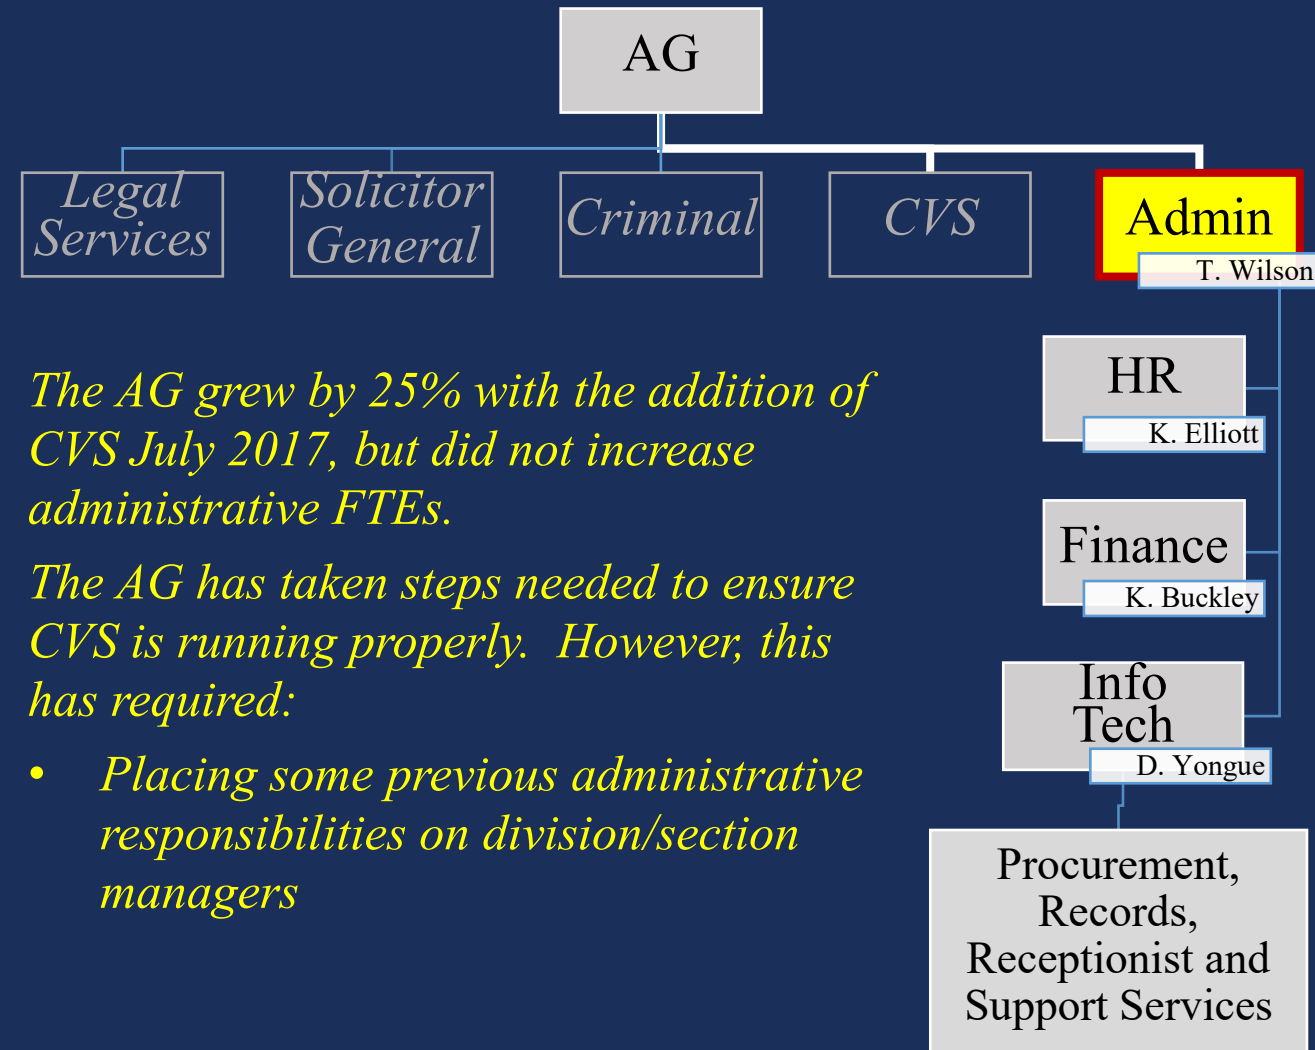 AG
Legal
Services
Solicitor
General
Criminal
CVS
Admin
T. Wilson
The AG grew by 25% with the addition of
CVS July 2017, but did not increase
administrative FTEs.
The AG has taken steps needed to ensure
CVS is running properly.  However, this
has required:
• Placing some previous administrative
responsibilities on division/section
managers
HR
K. Elliott
Finance
K. Buckley
Info
Tech
D. Yongue
Procurement,
Records,
Receptionist and
Support Services